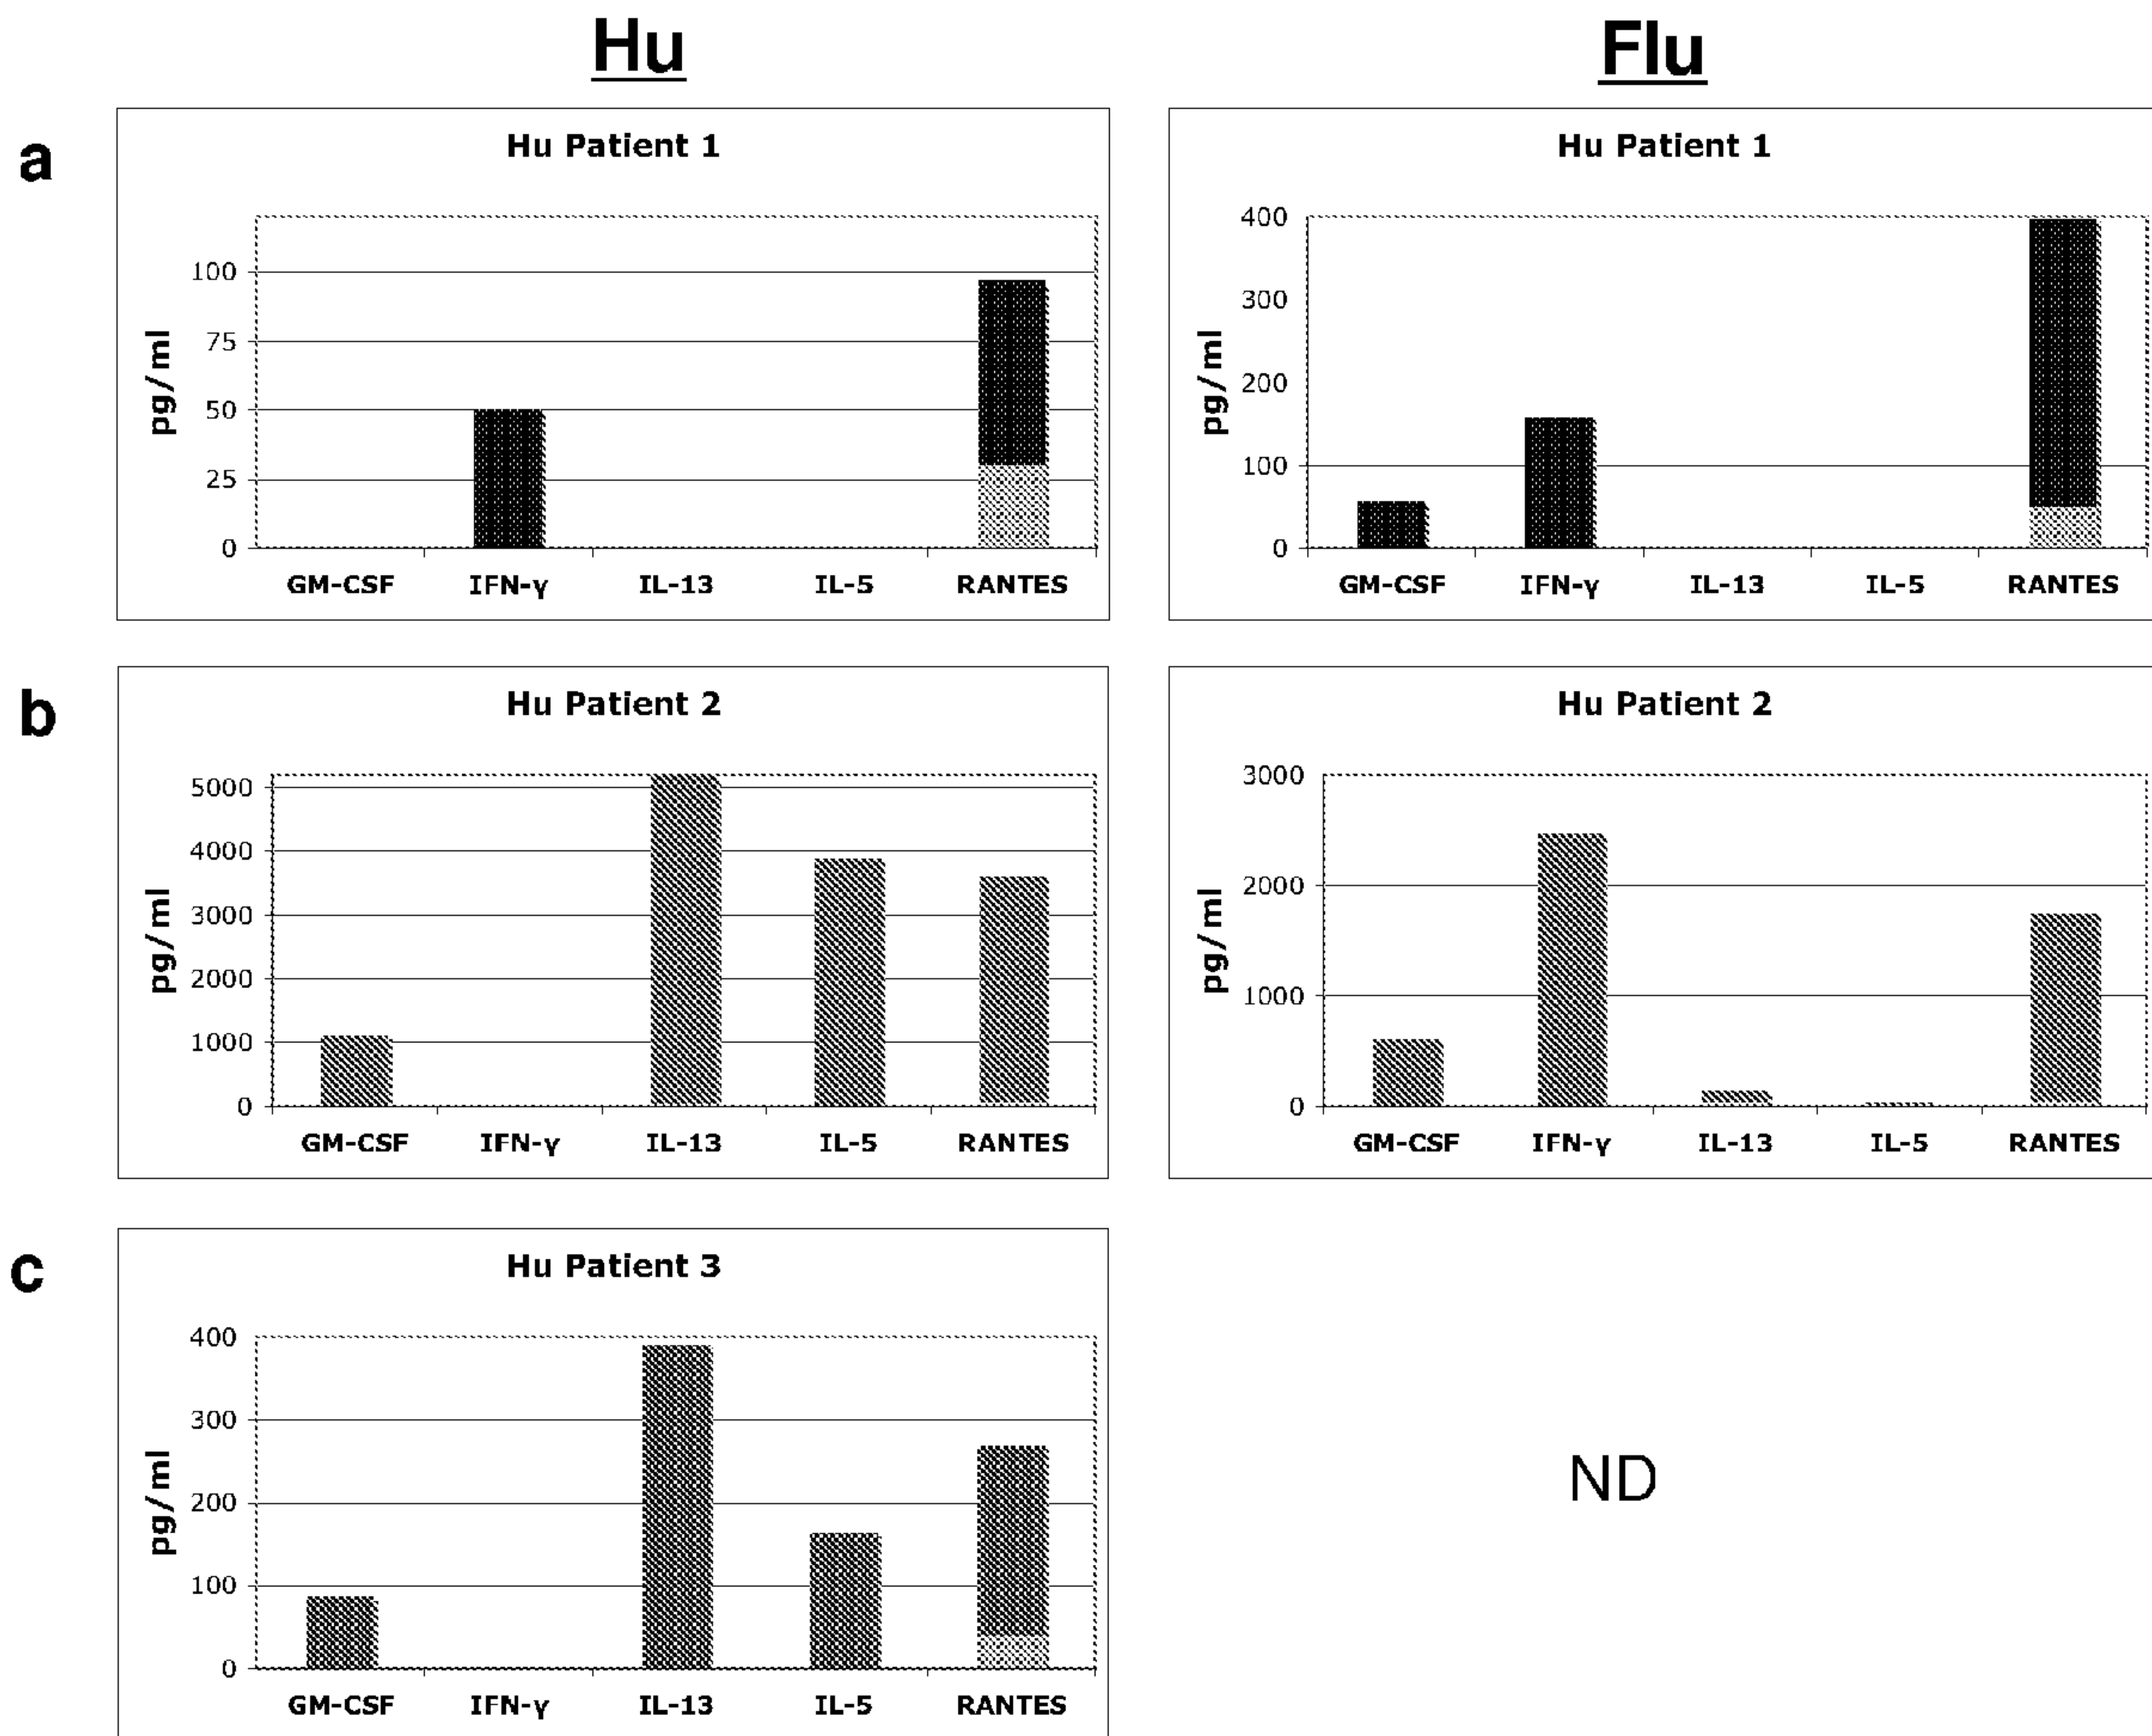 Hu
Flu
a
Hu Patient 1
pg/ml
100
75
50
25
0
GM-CSF IFN-γ IL-13 IL-5 RANTES
Hu Patient 1
pg/ml
400
300
200
100
0
GM-CSF IFN-γ IL-13 IL-5 RANTES
b
Hu Patient 2
pg/ml
5000
4000
3000
2000
1000
0
GM-CSF IFN-γ IL-13 IL-5 RANTES
Hu Patient 2
pg/ml
3000
2000
1000
0
GM-CSF IFN-γ IL-13 IL-5 RANTES
c
Hu Patient 3
pg/ml
400
300
200
100
0
GM-CSF IFN-γ IL-13 IL-5 RANTES
ND